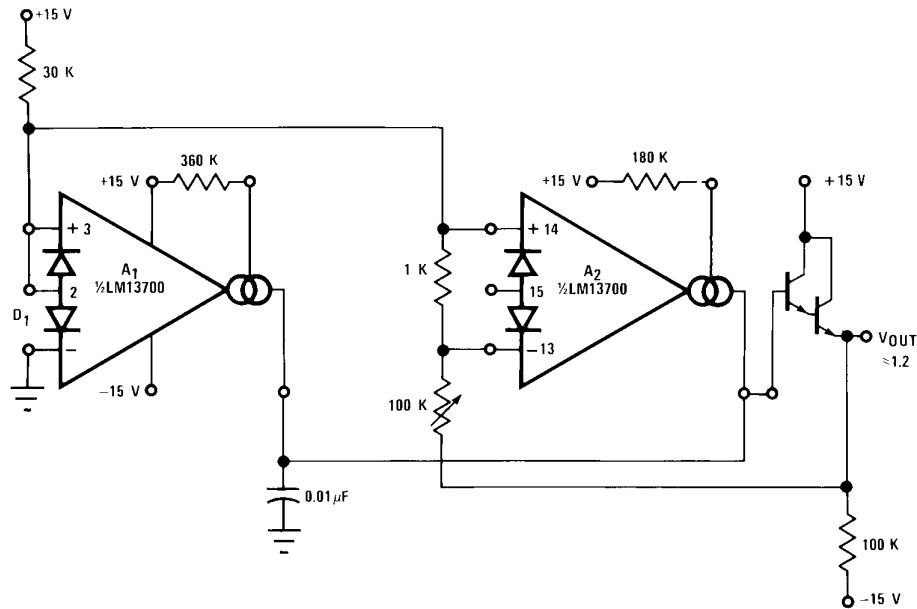 +15 V
30 K
360 K
+15 V
+ 3
A1
½LM13700
2
D1
-
-15 V
0.01 μF
180 K
+15 V
+ 14
1 K
A2
½LM13700
15
-13
100 K
+15 V
VOUT
≈1.2
100 K
-15 V